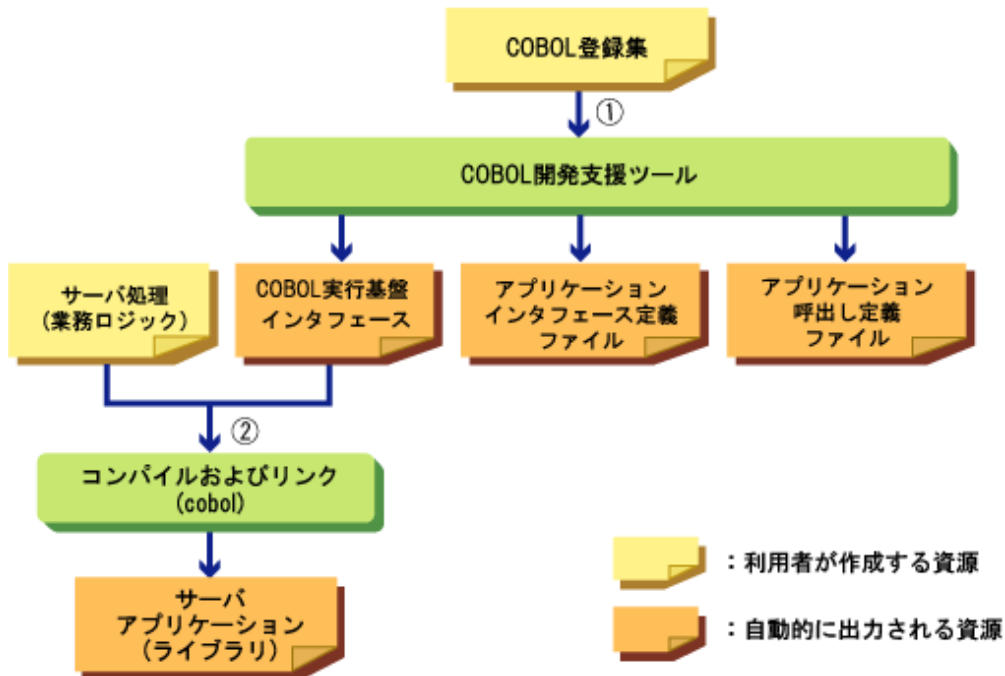 COBOL登録集
①
COBOL開発支援ツール
サーバ処理
(業務ロジック)
COBOL実行基盤
インタフェース
アプリケーション
インタフェース定義
ファイル
アプリケーション
呼出し定義
ファイル
②
コンパイルおよびリンク
(cobol)
サーバ
アプリケーション
(ライブラリ)
：利用者が作成する資源
：自動的に出力される資源